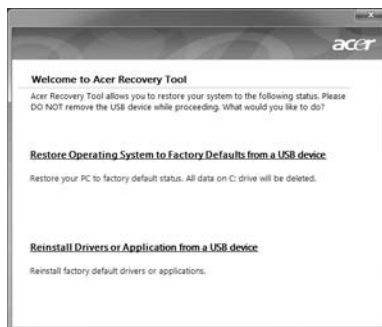 acer
Welcome to Acer Recovery Tool
Acer Recovery Tool allows you to restore your system to the following status. Please
DO NOT remove the USB device while proceeding. What would you like to do?
Restore Operating System to Factory Defaults from a USB device
Restore your PC to factory default status. All data on C: drive will be deleted.
Reinstall Drivers or Application from a USB device
Reinstall factory default drivers or applications.